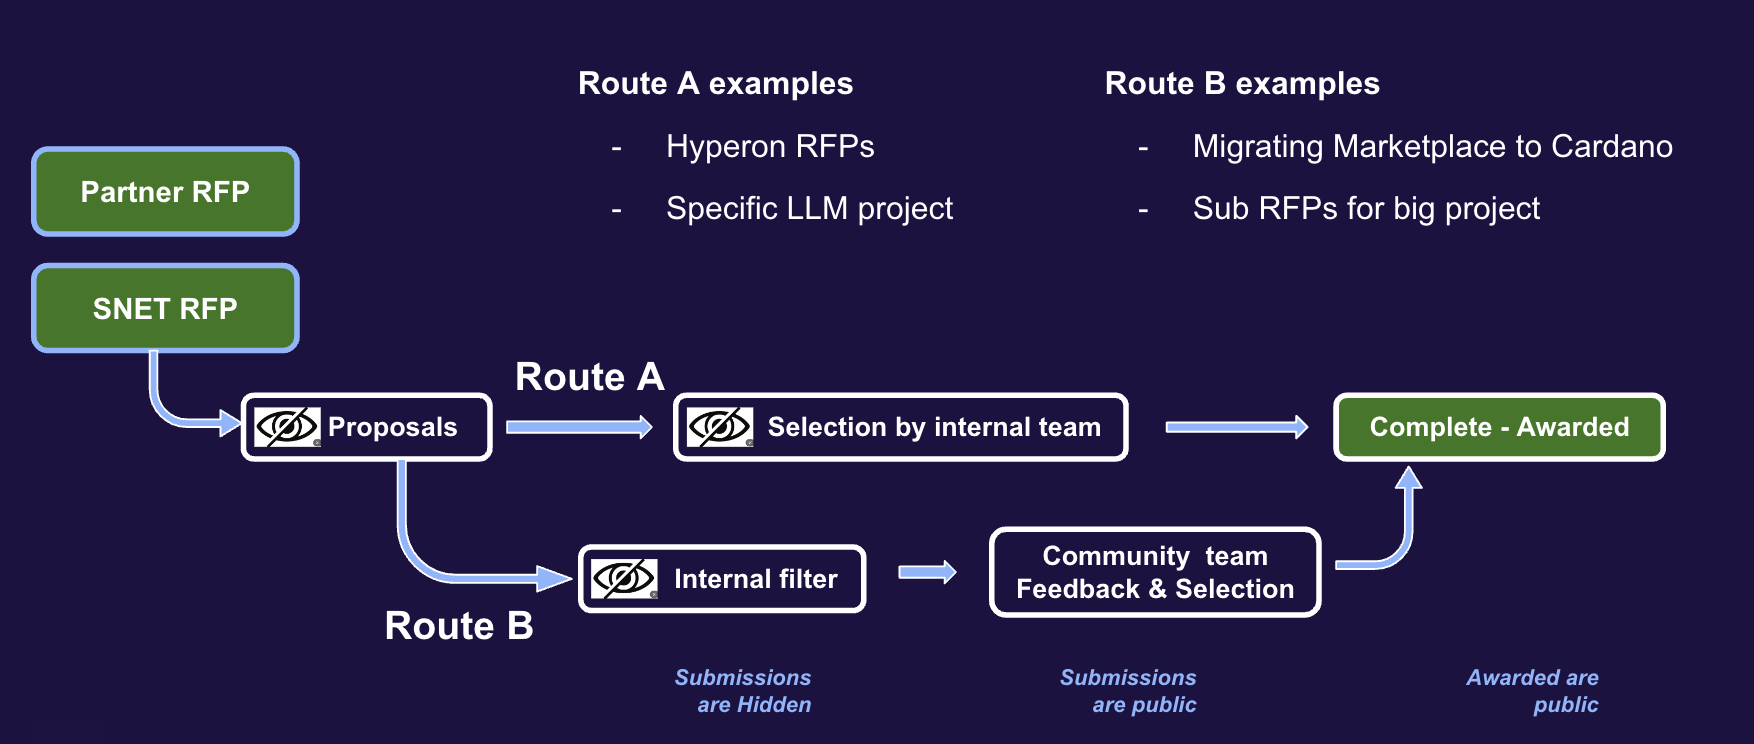 Route A examples
- Hyperon RFPs
- Specific LLM project
Route B examples
- Migrating Marketplace to Cardano
- Sub RFPs for big project
Partner RFP
SNET RFP
Route A
Proposals
Selection by internal team
Complete - Awarded
Route B
Internal filter
Community team
Feedback & Selection
Submissions
are Hidden
Submissions
are public
Awarded are
public